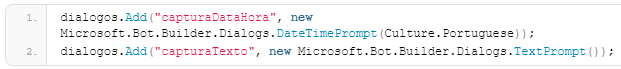 1. dialogos.Add("capturaDataHora", new
Microsoft.Bot.Builder.Dialogs.DateTimePrompt(Culture.Portuguese));
2. dialogos.Add("capturaTexto", new Microsoft.Bot.Builder.Dialogs.TextPrompt());